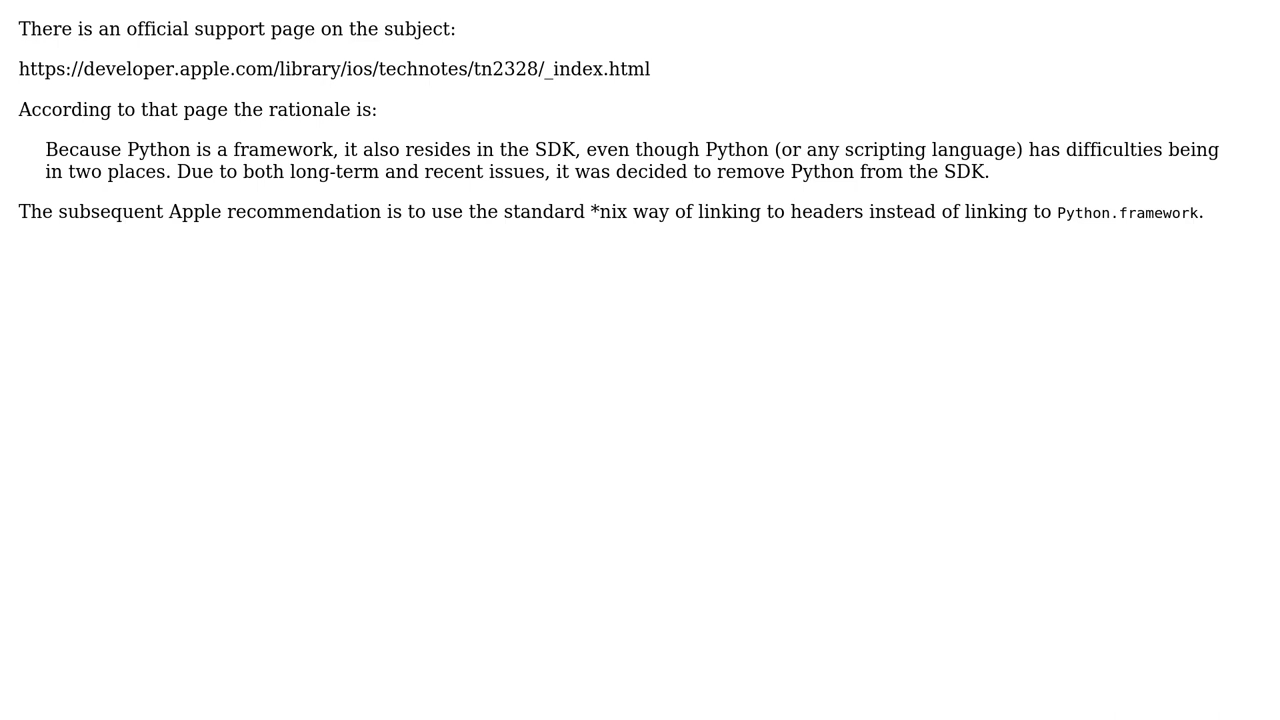 There is an official support page on the subject:
https://developer.apple.com/library/ios/technotes/tn2328/_index.html
According to that page the rationale is:
Because Python is a framework, it also resides in the SDK, even though Python (or any scripting language) has difficulties being
in two places. Due to both long-term and recent issues, it was decided to remove Python from the SDK.
The subsequent Apple recommendation is to use the standard *nix way of linking to headers instead of linking to Python.framework.